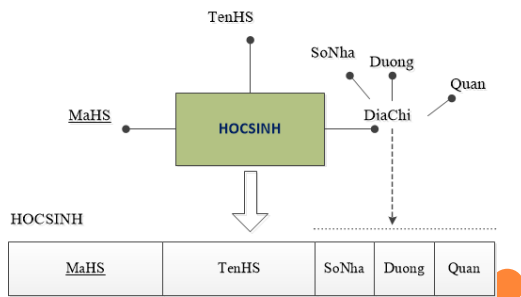 TenHS
SoNha
Duong
Quan
MaHS
HOCSINH
DiaChi
HOCSINH
MaHS TenHS SoNha Duong Quan